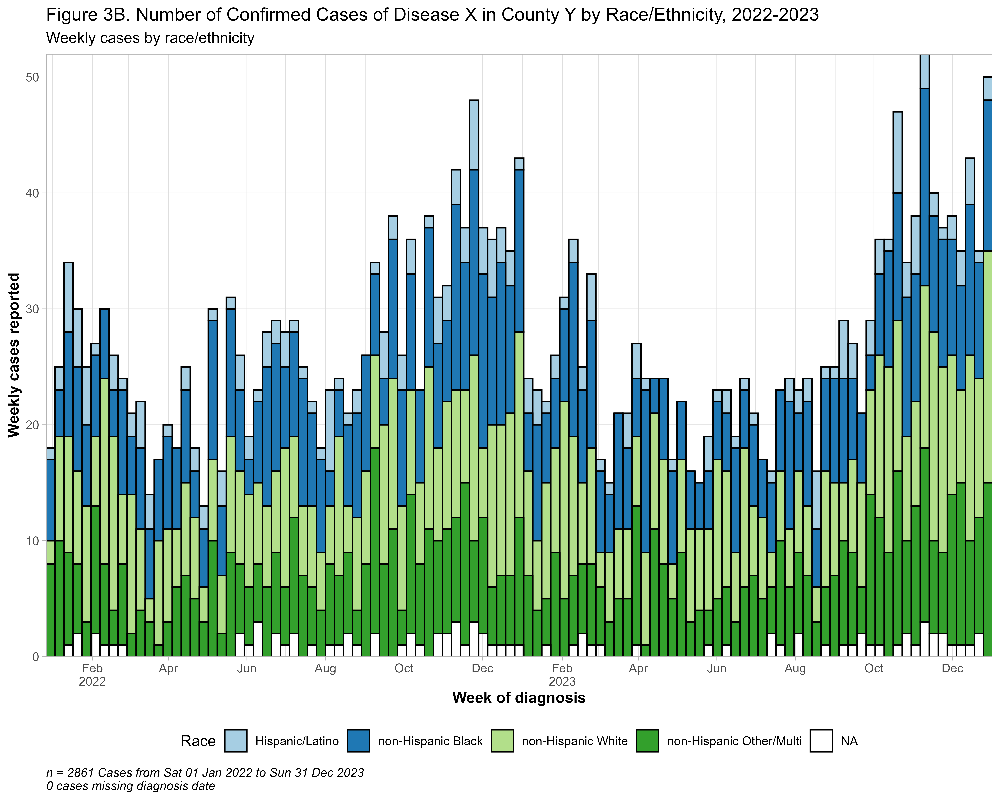 Figure 3B. Number of Confirmed Cases of Disease X in County Y by Race/Ethnicity, 2022-2023
Weekly cases by race/ethnicity
Weekly cases reported
50
40
30
20
10
0
Feb Apr Jun Aug Oct Dec Feb Apr Jun Aug Oct Dec
2022 2023
Week of diagnosis
Race Hispanic/Latino non-Hispanic Black non-Hispanic White non-Hispanic Other/Multi NA
n = 2861 Cases from Sat 01 Jan 2022 to Sun 31 Dec 2023
0 cases missing diagnosis date